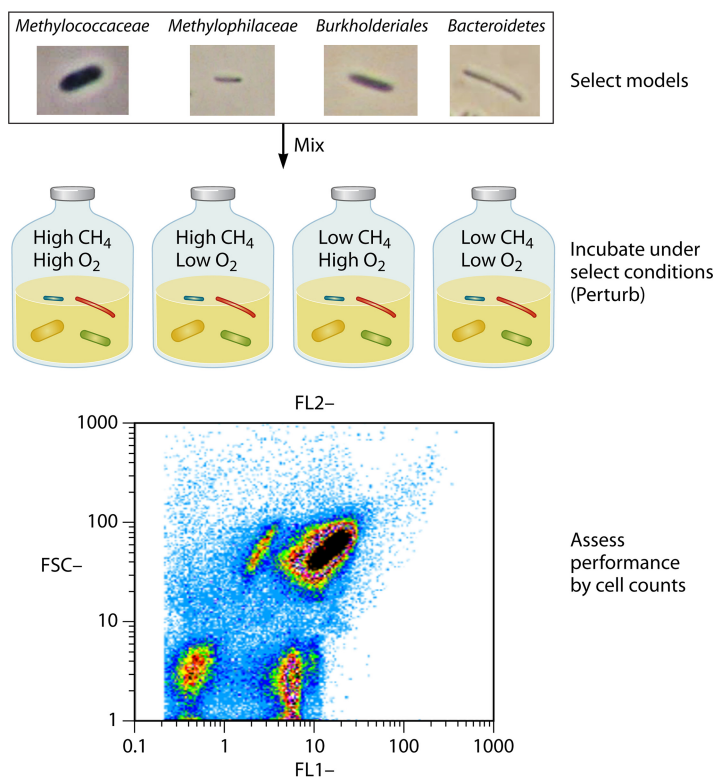 Methylococcaceae Methylophilaceae Burkholderiales Bacteroidetes
Select models
Mix
High CH₄
High O₂
High CH₄
Low O₂
Low CH₄
High O₂
Low CH₄
Low O₂
Incubate under
select conditions
(Perturb)
FL2–
1000
100
FSC–
10
1
0.1 1 10 100 1000
FL1–
Assess
performance
by cell counts